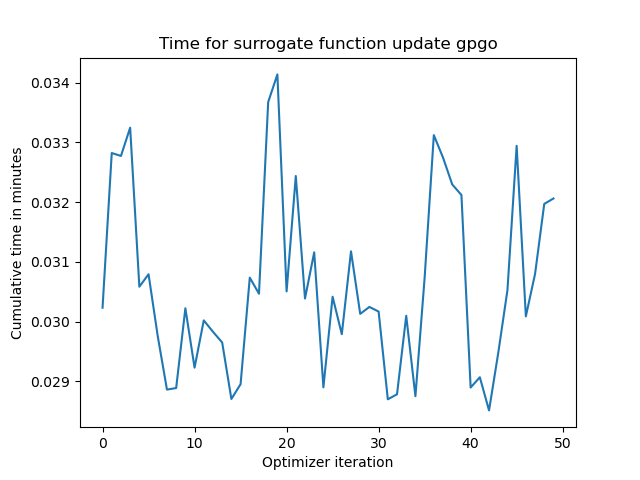 Time for surrogate function update gpgo
Cumulative time in minutes
0.034
0.033
0.032
0.031
0.030
0.029
0 10 20 30 40 50
Optimizer iteration